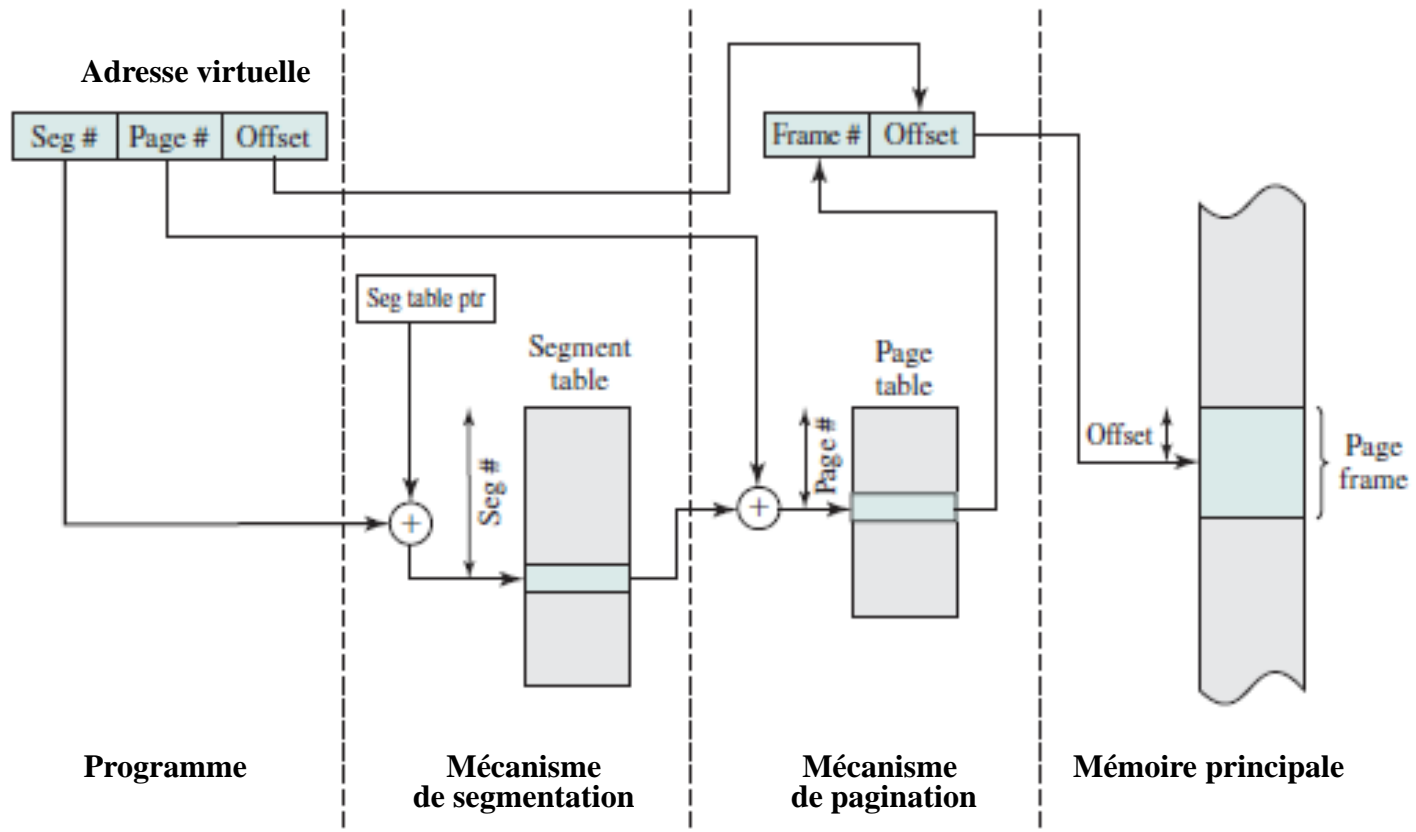 Adresse virtuelle
Seg #
Page #
Offset
Frame #
Offset
Seg table ptr
Segment
table
Page
table
Seg #
Page #
+
+
Offset
Page
frame
Programme
Mécanisme
de segmentation
Mécanisme
de pagination
Mémoire principale